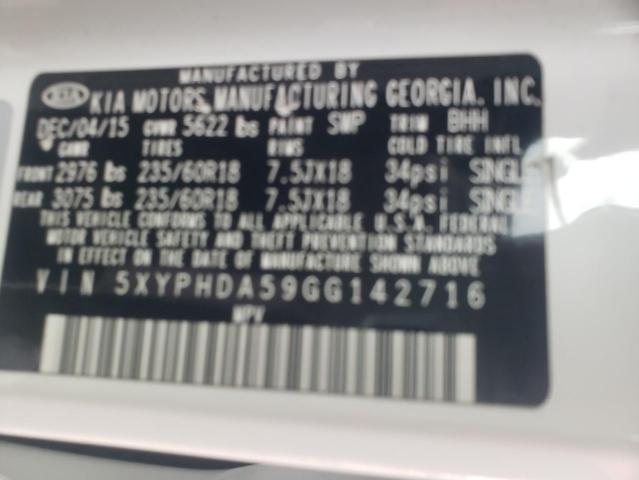 MANUFACTURED BY
KIA KIA MOTORS MANUFACTURING GEORGIA, INC.
DEC/04/15 GVWR 5622 lbs PAINT SWP TRIM BHH
GAWR TIRES RIMS COLD TIRE INFL
FRONT 2976 lbs 235/60R18 7.5JX18 34psi SINGLE
REAR 3075 lbs 235/60R18 7.5JX18 34psi SINGLE
THIS VEHICLE CONFORMS TO ALL APPLICABLE U.S.A. FEDERAL
MOTOR VEHICLE SAFETY AND THEFT PREVENTION STANDARDS
IN EFFECT ON THE DATE OF MANUFACTURE SHOWN ABOVE.
VIN 5XYPHDA59GG142716
MPV